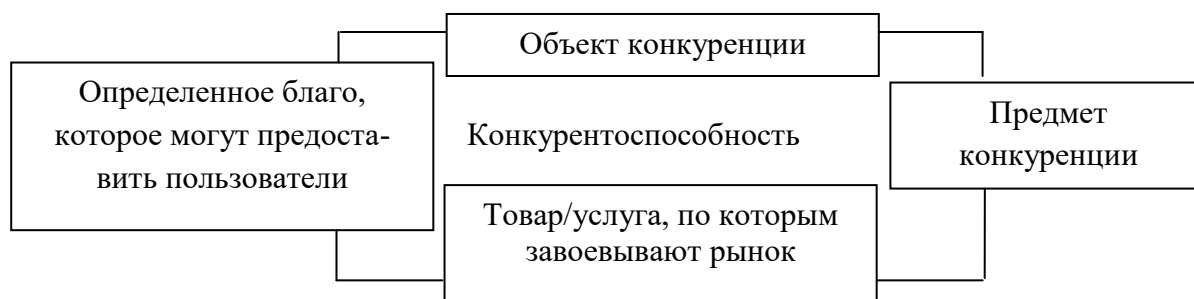 Объект конкуренции
Определенное благо,
которое могут предоста-
вить пользователи
Конкурентоспособность
Предмет
конкуренции
Товар/услуга, по которым
завоевывают рынок